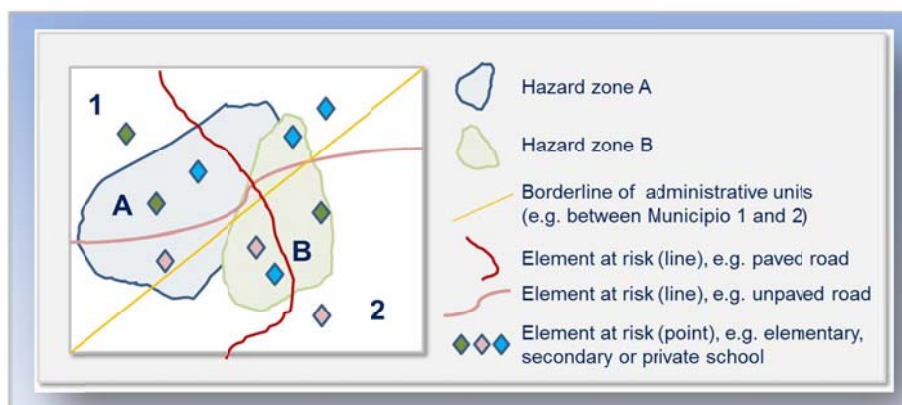 1
A
B
2
Hazard zone A
Hazard zone B
Borderline of administrative units
(e.g. between Municipio 1 and 2)
Element at risk (line), e.g. paved road
Element at risk (line), e.g. unpaved road
Element at risk (point), e.g. elementary,
secondary or private school